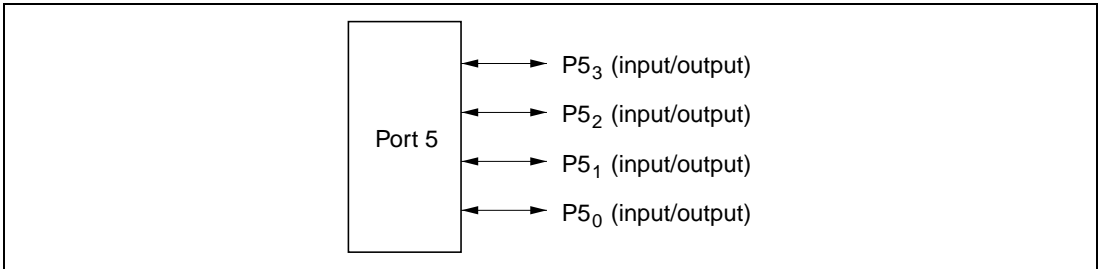 P5₃ (input/output)
P5₂ (input/output)
Port 5
P5₁ (input/output)
P5₀ (input/output)